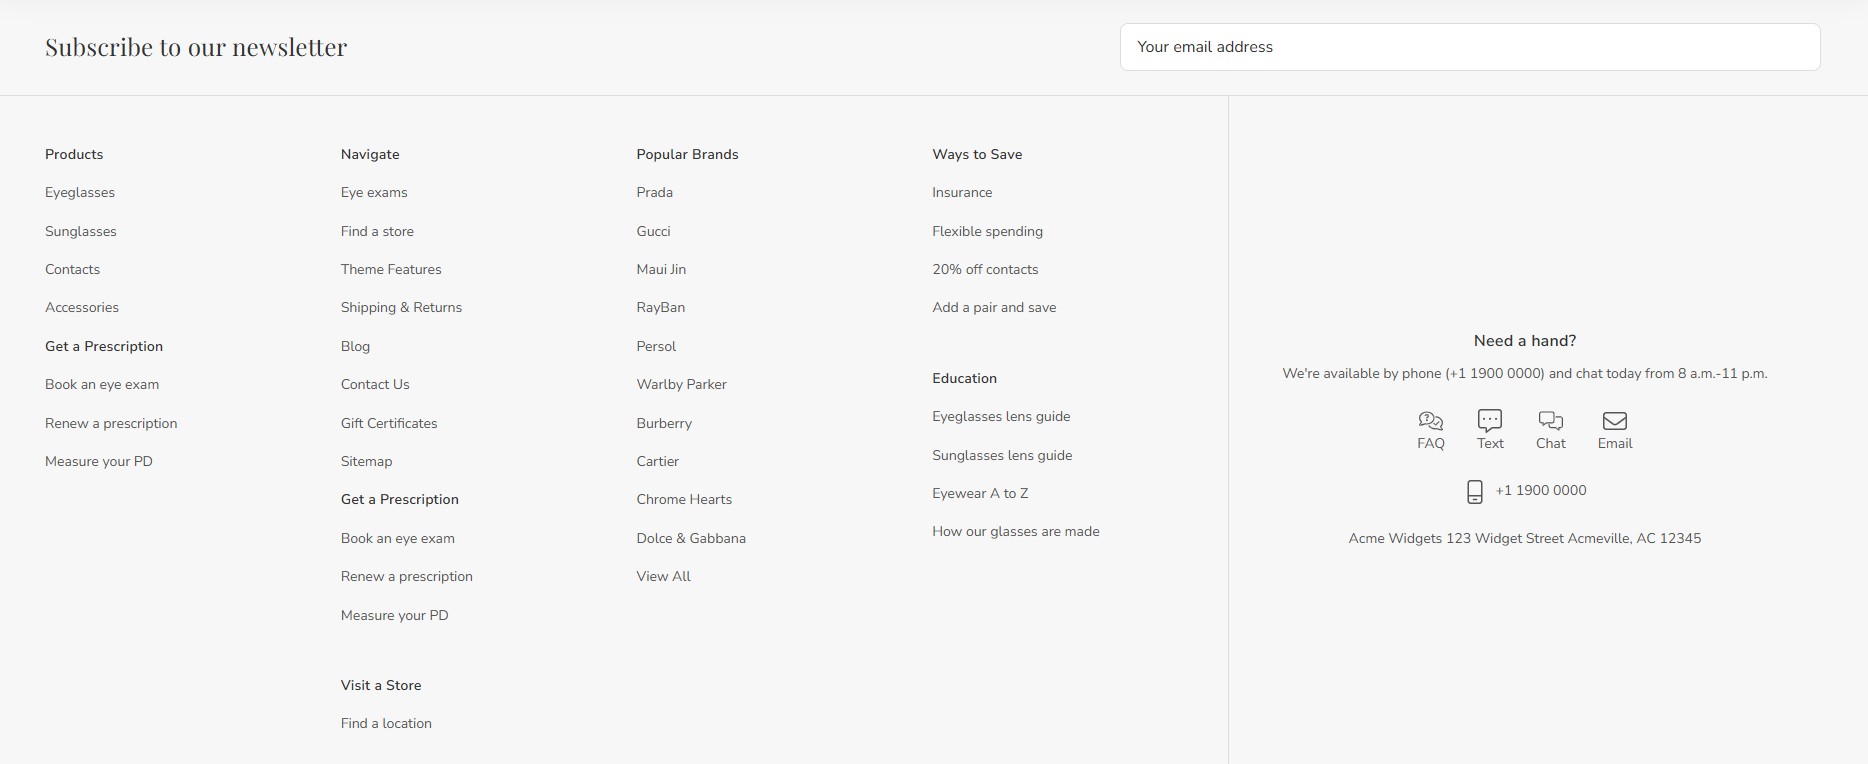 Subscribe to our newsletter
Your email address
Products
Eyeglasses
Sunglasses
Contacts
Accessories
Get a Prescription
Book an eye exam
Renew a prescription
Measure your PD
Navigate
Eye exams
Find a store
Theme Features
Shipping & Returns
Blog
Contact Us
Gift Certificates
Sitemap
Get a Prescription
Book an eye exam
Renew a prescription
Measure your PD
Visit a Store
Find a location
Popular Brands
Prada
Gucci
Maui Jin
RayBan
Persol
Warlby Parker
Burberry
Cartier
Chrome Hearts
Dolce & Gabbana
View All
Ways to Save
Insurance
Flexible spending
20% off contacts
Add a pair and save
Education
Eyeglasses lens guide
Sunglasses lens guide
Eyewear A to Z
How our glasses are made
Need a hand?
We're available by phone (+1 1900 0000) and chat today from 8 a.m.-11 p.m.
FAQ Text Chat Email
+1 1900 0000
Acme Widgets 123 Widget Street Acmeville, AC 12345